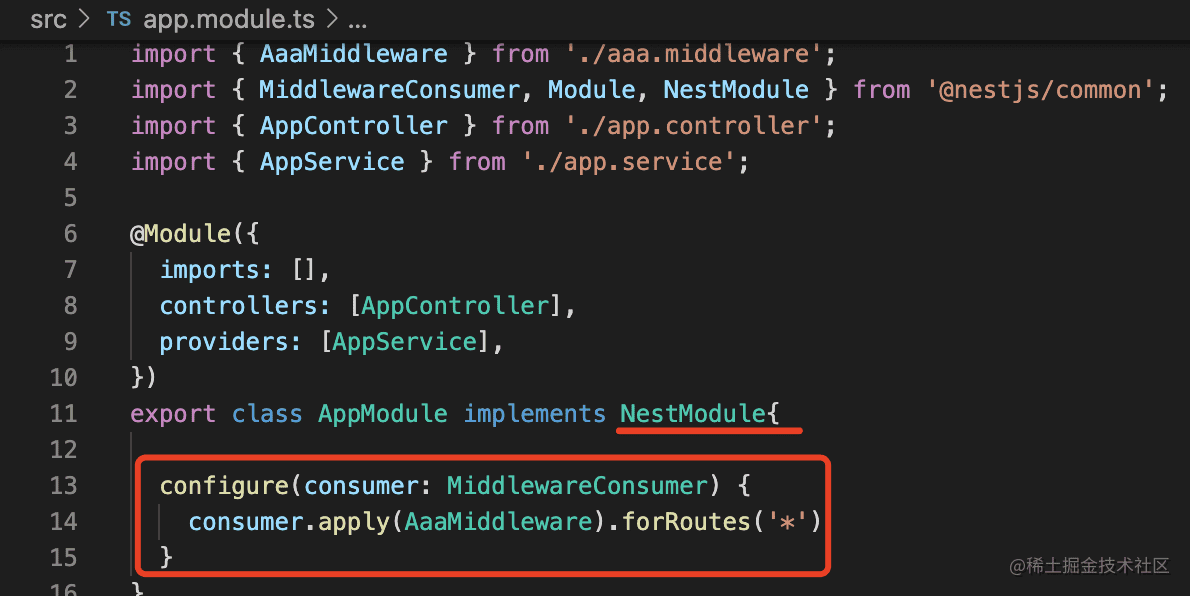 src > TS app.module.ts > ...
1 import { AaaMiddleware } from './aaa.middleware';
2 import { MiddlewareConsumer, Module, NestModule } from '@nestjs/common';
3 import { AppController } from './app.controller';
4 import { AppService } from './app.service';
5
6 @Module({
7   imports: [],
8   controllers: [AppController],
9   providers: [AppService],
10 })
11 export class AppModule implements NestModule{
12
13   configure(consumer: MiddlewareConsumer) {
14     consumer.apply(AaaMiddleware).forRoutes('*')
15   }
16 }
@稀土掘金技术社区